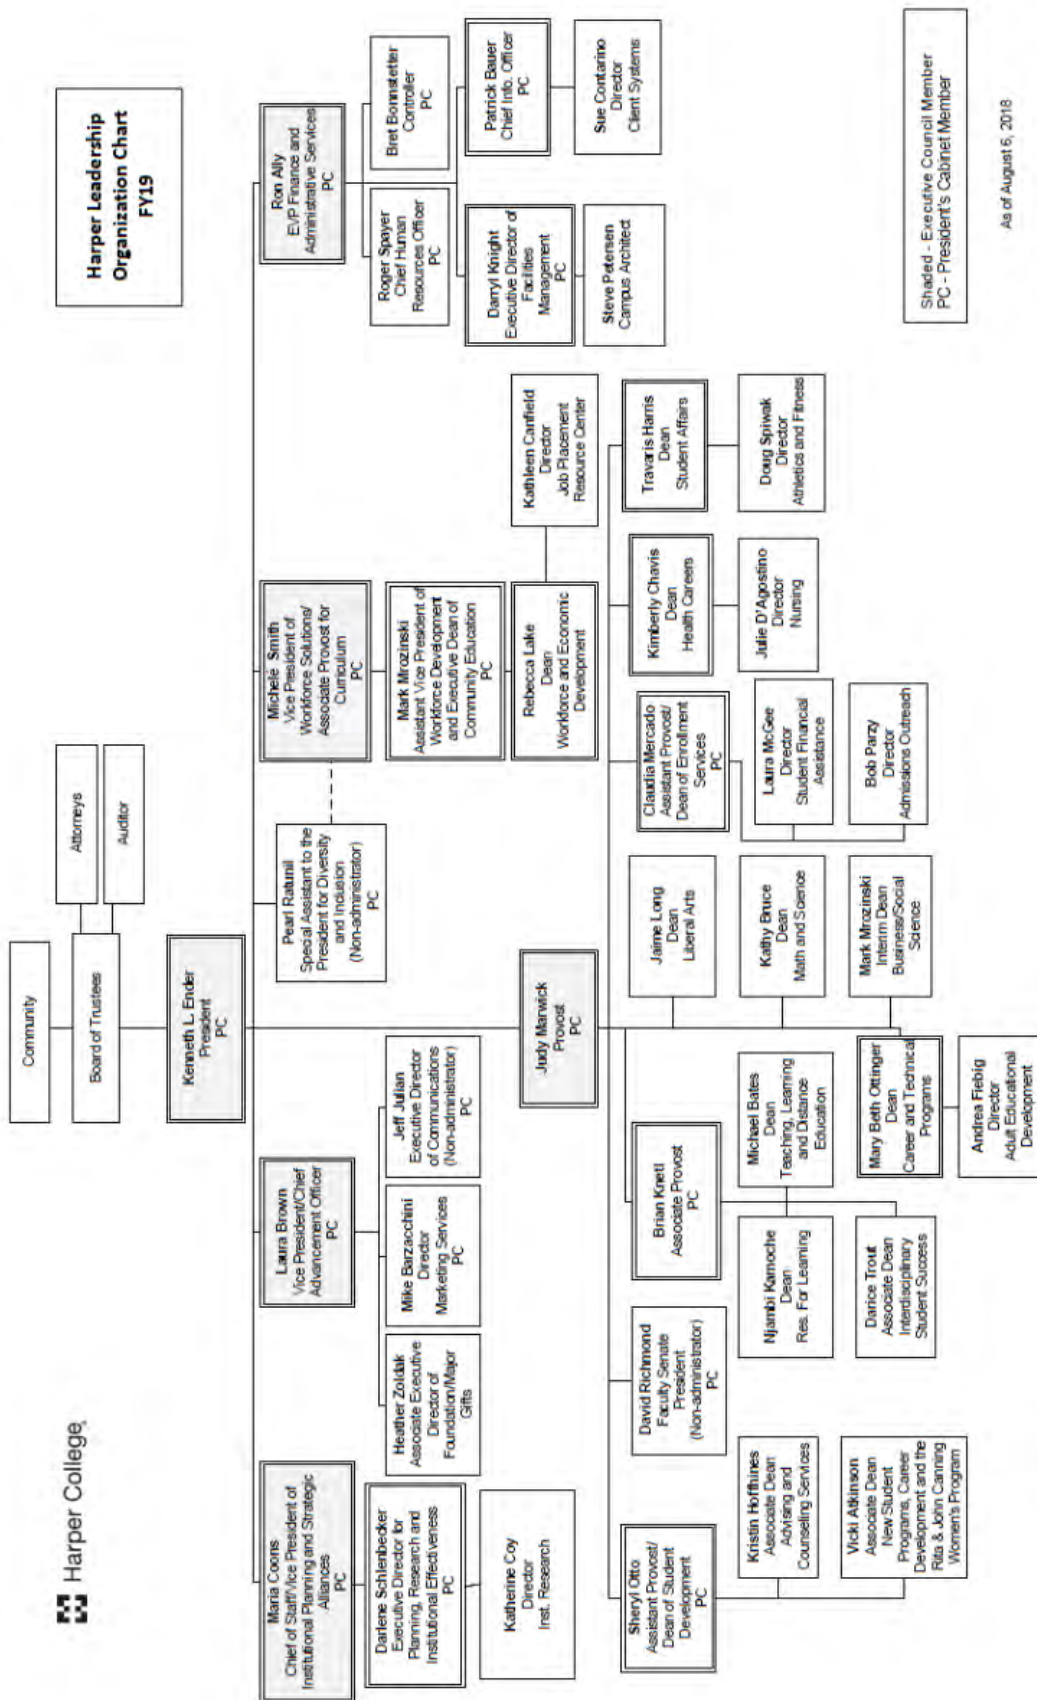 Harper College
Harper Leadership
Organization Chart
FY19
Community
Board of Trustees
Attorneys
Auditor
Kenneth L. Ender
President
PC
Maria Coons
Chief of Staff/Vice President of
Institutional Planning and Strategic
Alliances
PC
Darlene Schlenbecker
Executive Director for
Planning, Research and
Institutional Effectiveness
PC
Katherine Coy
Director
Inst. Research
Laura Brown
Vice President/Chief
Advancement Officer
PC
Heather Zoldak
Associate Executive
Director of
Foundation/Major
Gifts
Mike Barzacchini
Director
Marketing Services
PC
Jeff Julian
Executive Director
of Communications
(Non-administrator)
PC
Pearl Ratunil
Special Assistant to the
President for Diversity
and Inclusion
(Non-administrator)
PC
Michelé Smith
Vice President of
Workforce Solutions/
Associate Provost for
Curriculum
PC
Mark Mrozinski
Assistant Vice President of
Workforce Development
and Executive Dean of
Community Education
PC
Rebecca Lake
Dean
Workforce and Economic
Development
Kathleen Canfield
Director
Job Placement
Resource Center
Ron Ally
EVP Finance and
Administrative Services
PC
Roger Spayer
Chief Human
Resources Officer
PC
Bret Bonnstetter
Controller
PC
Darryl Knight
Executive Director of
Facilities
Management
PC
Patrick Bauer
Chief Info. Officer
PC
Steve Petersen
Campus Architect
Sue Contarino
Director
Client Systems
Judy Marwick
Provost
PC
Sheryl Otto
Assistant Provost/
Dean of Student
Development
PC
Kristin Hoffhines
Associate Dean
Advising and
Counseling Services
Vicki Atkinson
Associate Dean
New Student
Programs, Career
Development and the
Rita & John Canning
Women's Program
David Richmond
Faculty Senate
President
(Non-administrator)
PC
Brian Knetl
Associate Provost
PC
Njambi Kamoche
Dean
Res. For Learning
Michael Bates
Dean
Teaching, Learning
and Distance
Education
Darice Trout
Associate Dean
Interdisciplinary
Student Success
Mary Beth Ottinger
Dean
Career and Technical
Programs
Andrea Fiebig
Director
Adult Educational
Development
Jaime Long
Dean
Liberal Arts
Kathy Bruce
Dean
Math and Science
Mark Mrozinski
Interim Dean
Business/Social
Science
Claudia Mercado
Assistant Provost/
Dean of Enrollment
Services
PC
Laura McGee
Director
Student Financial
Assistance
Bob Parzy
Director
Admissions Outreach
Kimberly Chavis
Dean
Health Careers
Julie D'Agostino
Director
Nursing
Travaris Harris
Dean
Student Affairs
Doug Spiwak
Director
Athletics and Fitness
Shaded - Executive Council Member
PC - President's Cabinet Member
As of August 6, 2018